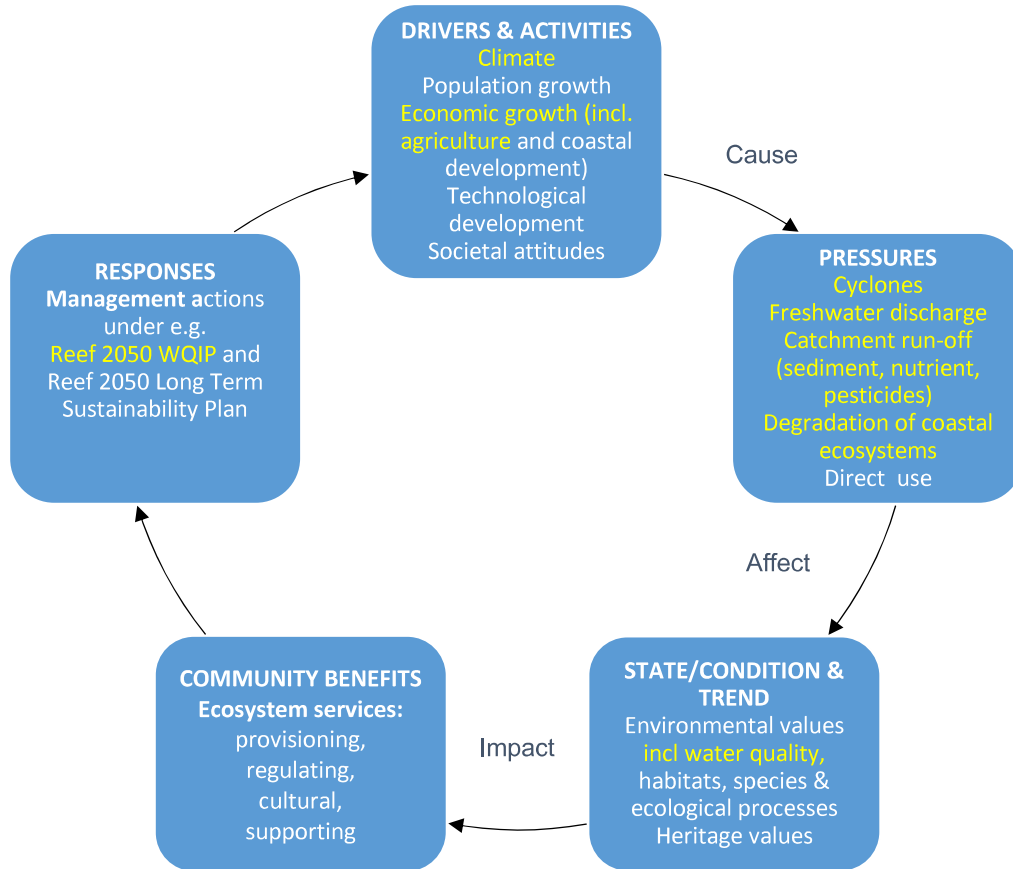 DRIVERS & ACTIVITIES
Climate
Population growth
Economic growth (incl.
agriculture and coastal
development)
Technological
development
Societal attitudes
Cause
PRESSURES
Cyclones
Freshwater discharge
Catchment run-off
(sediment, nutrient,
pesticides)
Degradation of coastal
ecosystems
Direct use
Affect
STATE/CONDITION &
TREND
Environmental values
incl water quality,
habitats, species &
ecological processes
Heritage values
Impact
COMMUNITY BENEFITS
Ecosystem services:
provisioning,
regulating,
cultural,
supporting
RESPONSES
Management actions
under e.g.
Reef 2050 WQIP and
Reef 2050 Long Term
Sustainability Plan